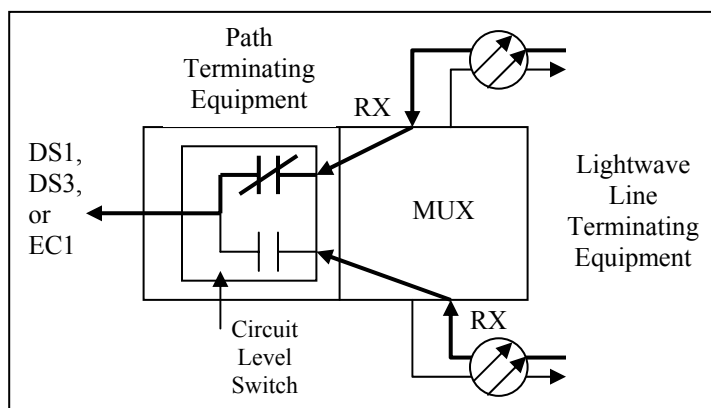 Path
Terminating
Equipment
RX
DS1,
DS3,
or
EC1
MUX
Lightwave
Line
Terminating
Equipment
Circuit
Level
Switch
RX